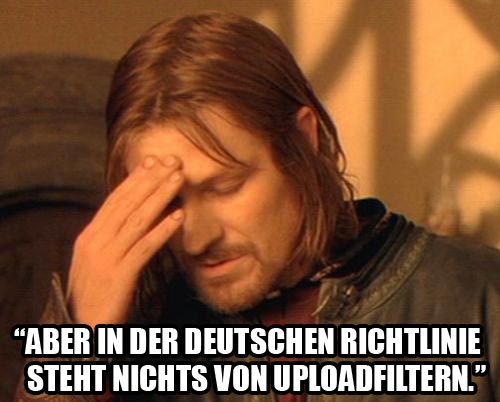 “ABER IN DER DEUTSCHEN RICHTLINIE
STEHT NICHTS VON UPLOADFILTERN.”